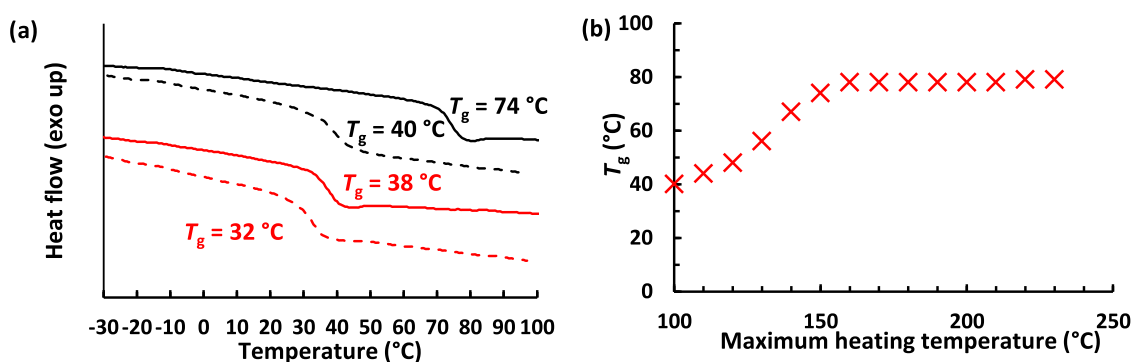 (a)
Heat flow (exo up)
Tg = 74 °C
Tg = 40 °C
Tg = 38 °C
Tg = 32 °C
-30 -20 -10 0 10 20 30 40 50 60 70 80 90 100
Temperature (°C)
(b)
Tg (°C)
100
80
60
40
20
0
100 150 200 250
Maximum heating temperature (°C)